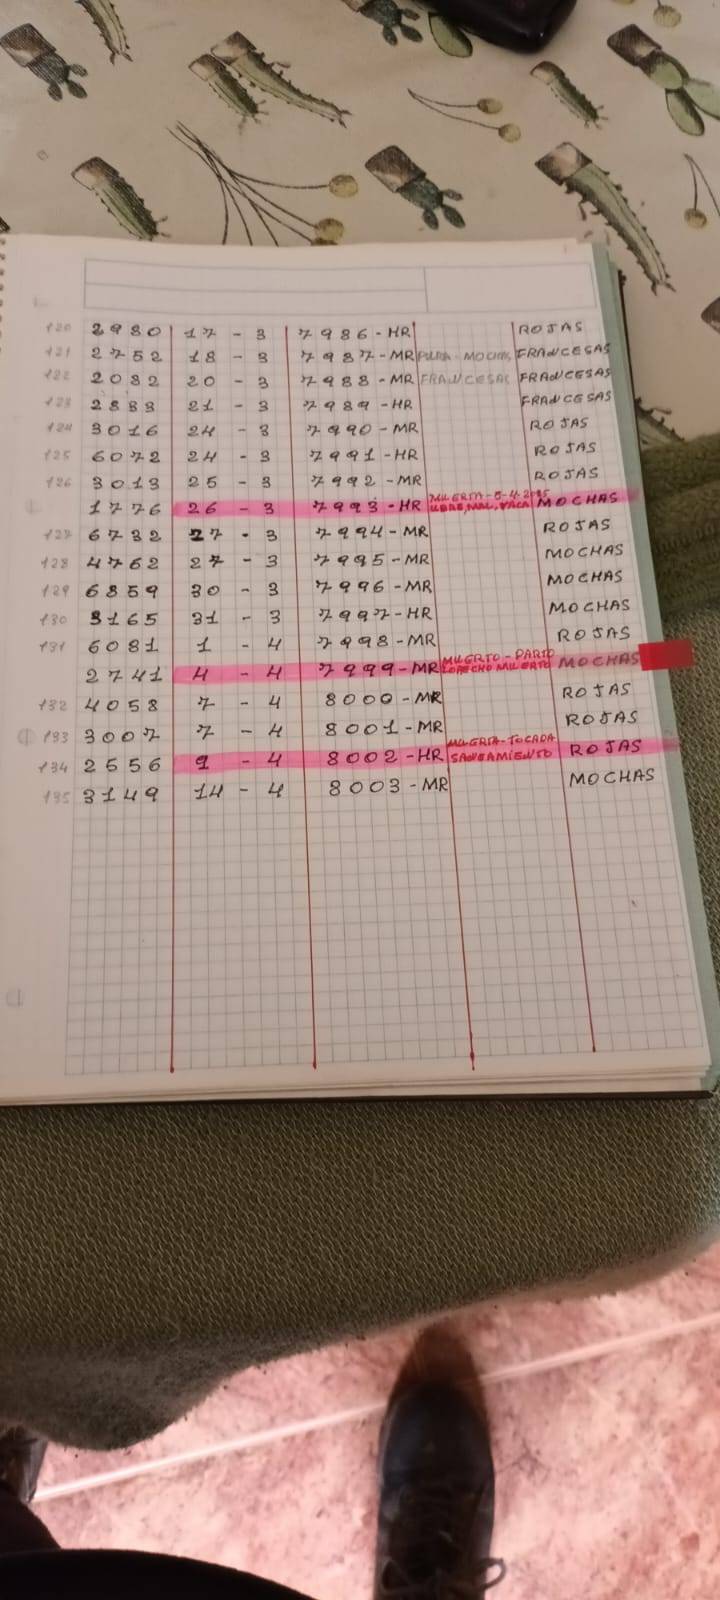 120 2980 17 - 3 7986 - HR ROJAS
121 2752 18 - 3 7987 - MR MOCHAS FRANCESAS
122 2082 20 - 3 7988 - MR FRANCESAS FRANCESAS
123 2883 21 - 3 7989 - HR FRANCESAS
124 3016 24 - 3 7990 - MR ROJAS
125 6072 24 - 3 7991 - HR ROJAS
126 3013 25 - 3 7992 - MR ROJAS
1776 26 - 3 7993 - HR MUERTA - 5-4-2025 UBRE, MAL, VACA MOCHAS
127 6732 27 - 3 7994 - MR ROJAS
128 4762 27 - 3 7995 - MR MOCHAS
129 6859 30 - 3 7996 - MR MOCHAS
130 3165 31 - 3 7997 - HR MOCHAS
131 6081 1 - 4 7998 - MR ROJAS
2741 4 - 4 7999 - MR MUERTO - PARTO MUERTO MOCHAS
132 4058 7 - 4 8000 - MR ROJAS
133 3007 7 - 4 8001 - MR ROJAS
134 2556 9 - 4 8002 - HR MUERTA - TOCADA SANEAMIENTO ROJAS
135 3149 14 - 4 8003 - MR MOCHAS